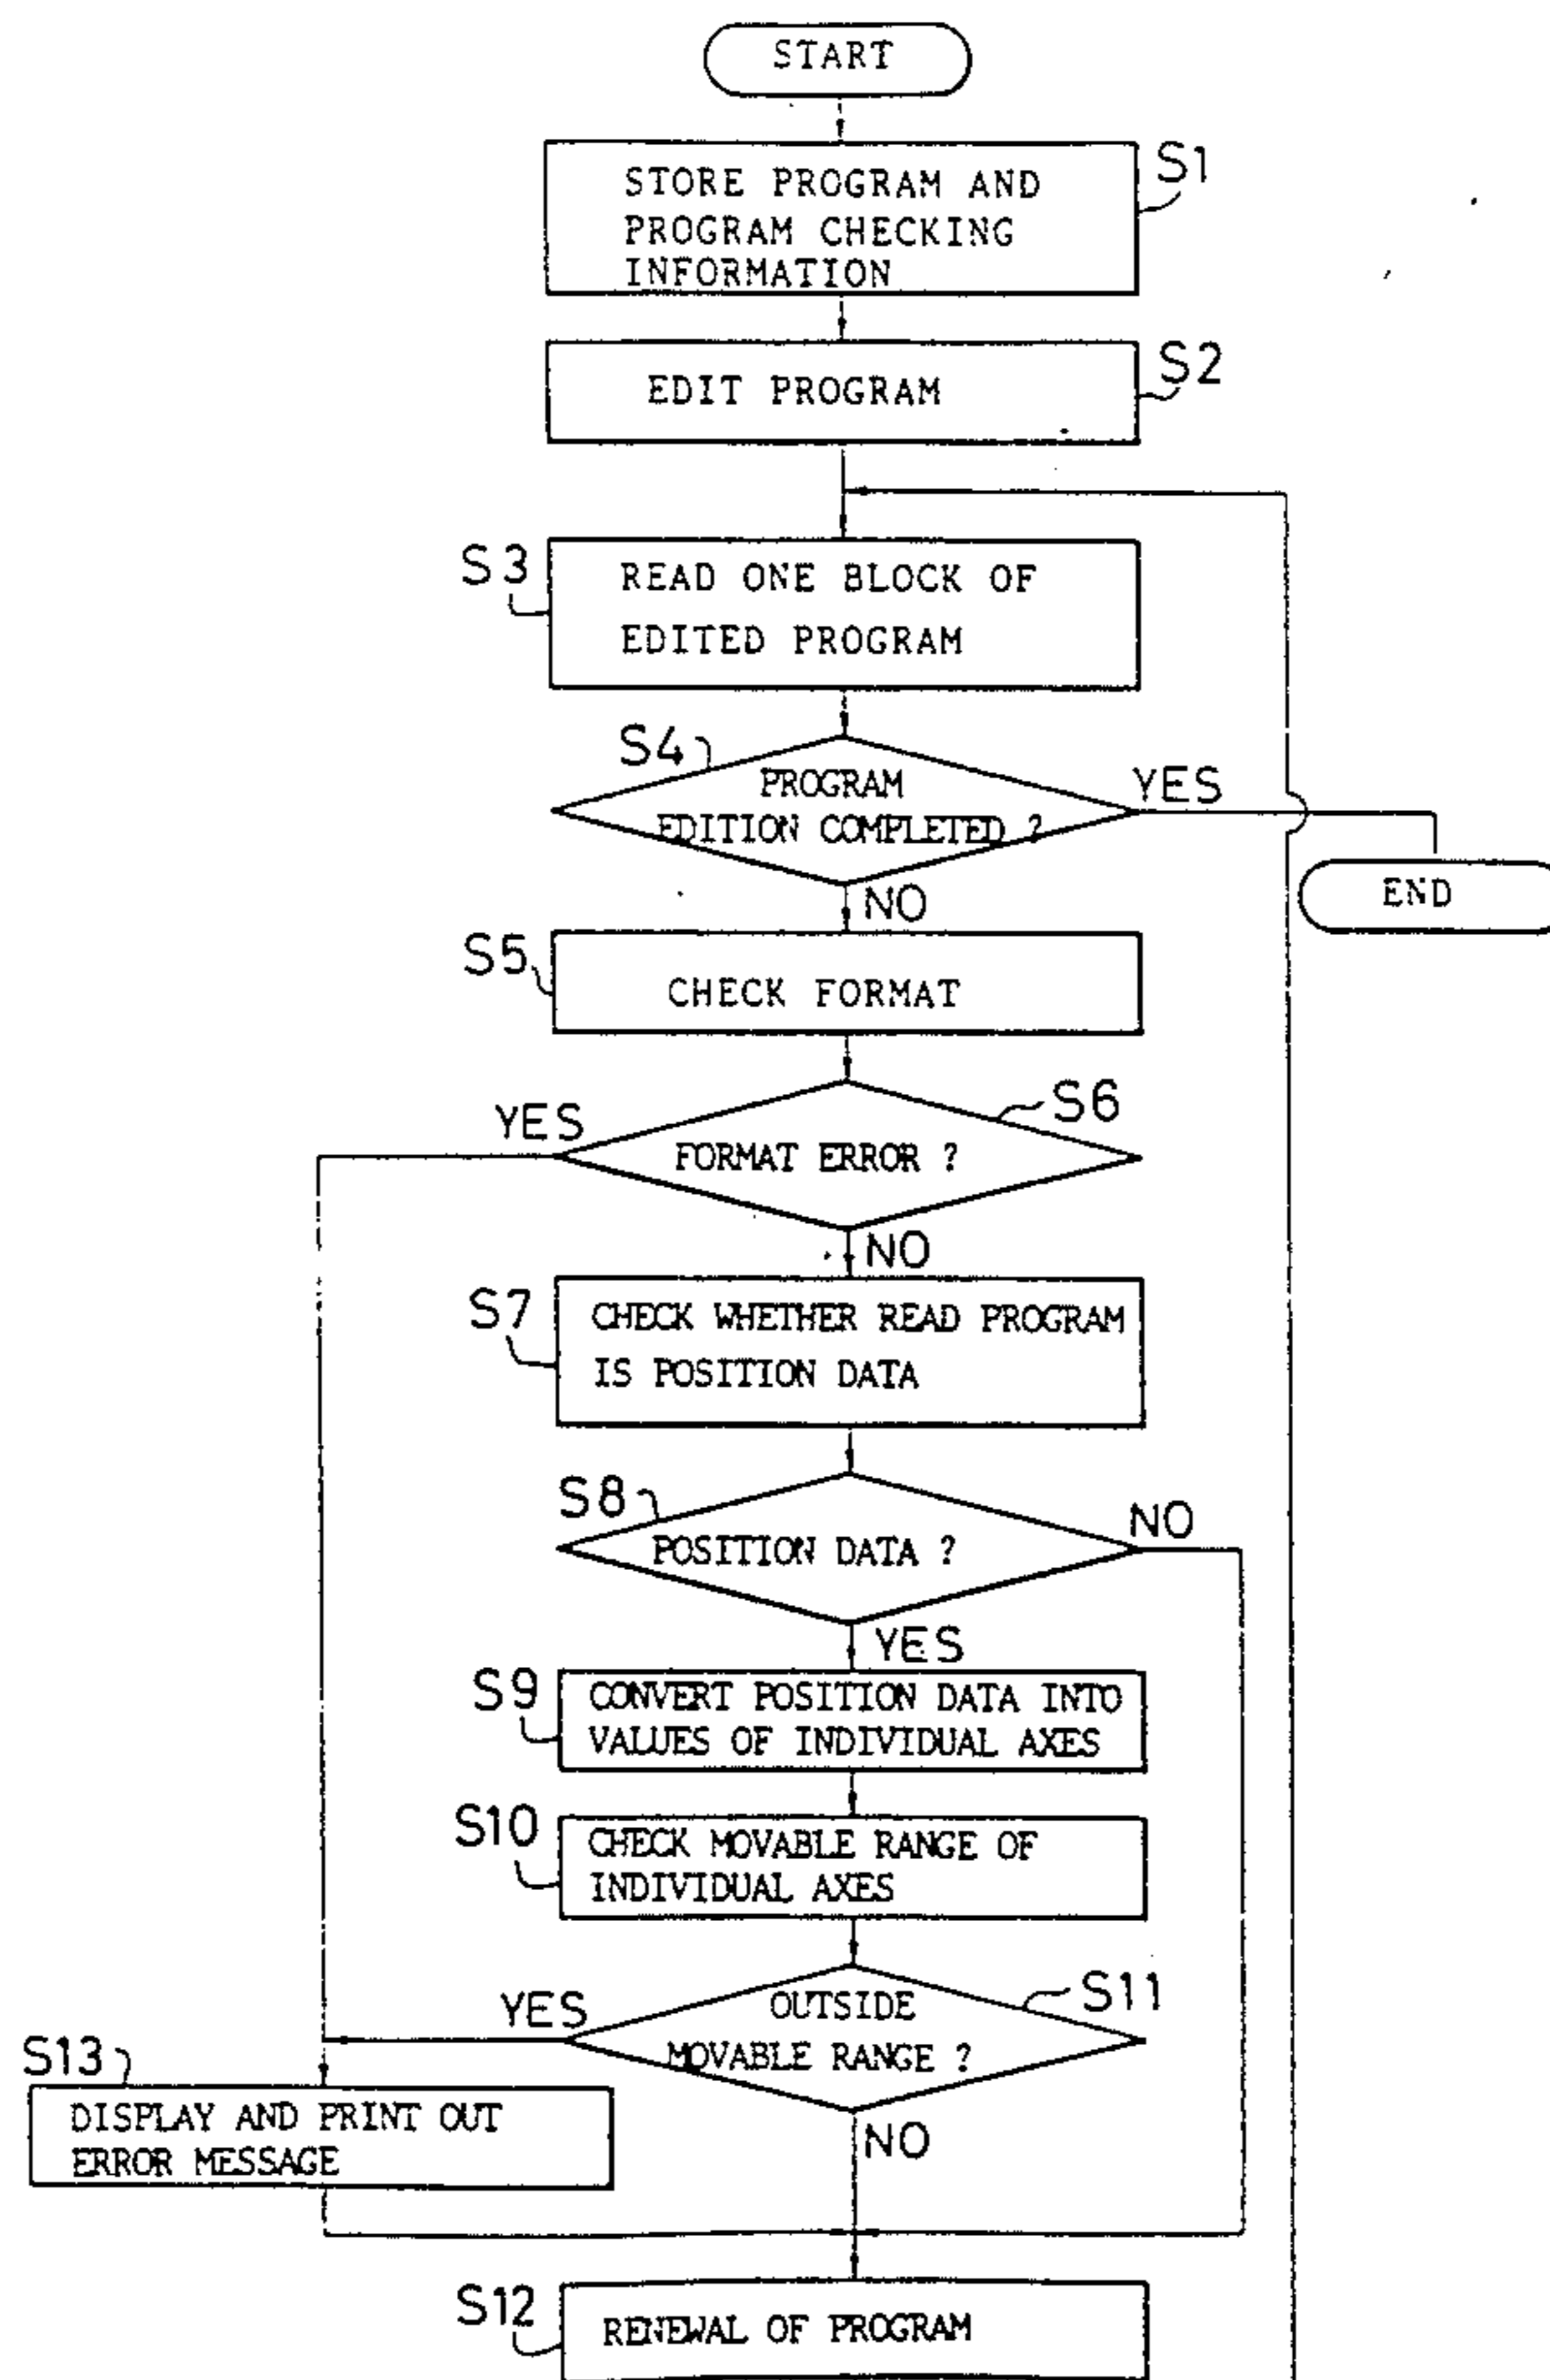 START
S1
STORE PROGRAM AND
PROGRAM CHECKING
INFORMATION
S2
EDIT PROGRAM
S3
READ ONE BLOCK OF
EDITED PROGRAM
S4
PROGRAM
EDITION COMPLETED ?
YES
END
NO
S5
CHECK FORMAT
S6
YES
FORMAT ERROR ?
NO
S7
CHECK WHETHER READ PROGRAM
IS POSITION DATA
S8
NO
POSITION DATA ?
YES
S9
CONVERT POSITION DATA INTO
VALUES OF INDIVIDUAL AXES
S10
CHECK MOVABLE RANGE OF
INDIVIDUAL AXES
S11
YES
OUTSIDE
MOVABLE RANGE ?
S13
DISPLAY AND PRINT OUT
ERROR MESSAGE
NO
S12
RENEWAL OF PROGRAM